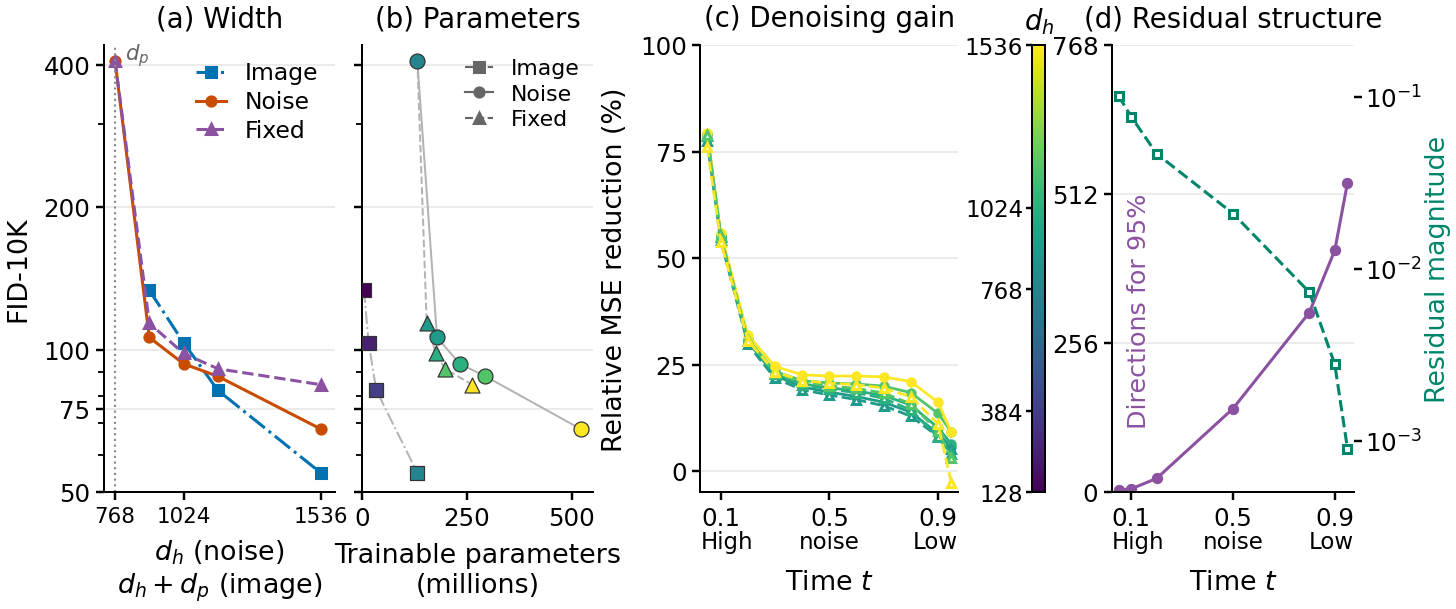 (a) Width
(b) Parameters
(c) Denoising gain
d_h
(d) Residual structure
FID-10K
400
200
100
75
50
d_p
Image
Noise
Fixed
768
1024
1536
d_h (noise)
d_h + d_p (image)
Image
Noise
Fixed
0
250
500
Trainable parameters
(millions)
Relative MSE reduction (%)
100
75
50
25
0
0.1
0.5
0.9
High
noise
Low
Time t
1536
1024
768
384
128
768
512
256
0
Directions for 95%
0.1
0.5
0.9
High
noise
Low
Time t
10⁻¹
10⁻²
10⁻³
Residual magnitude